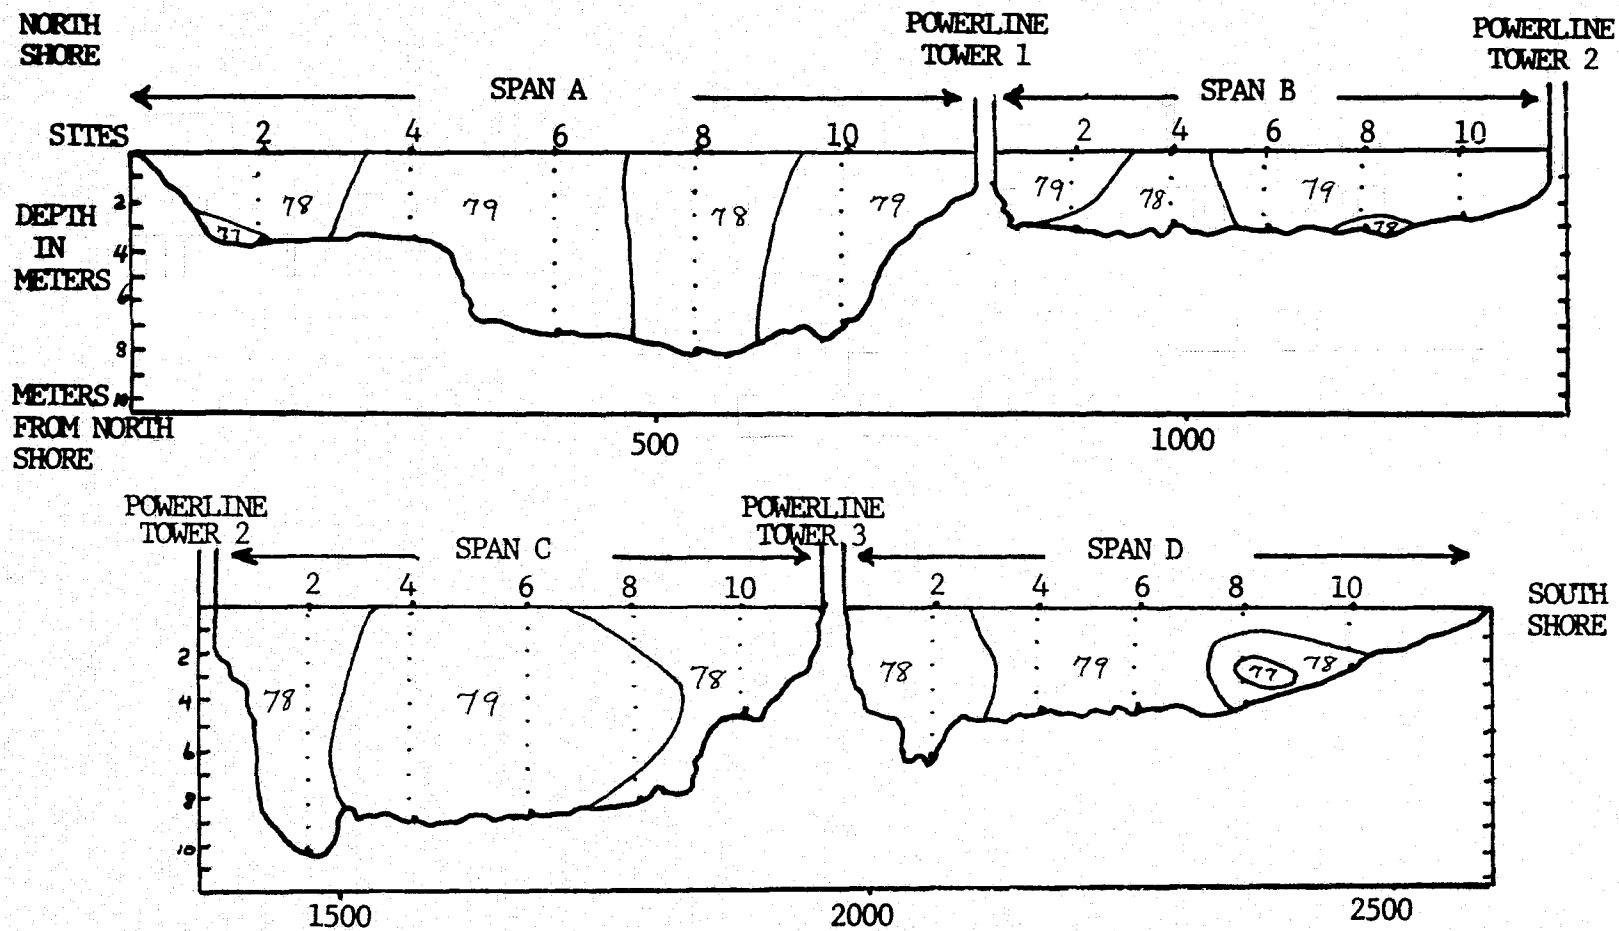 NORTH
SHORE
POWERLINE
TOWER 1
POWERLINE
TOWER 2
SPAN A
SPAN B
SITES 2 4 6 8 10 2 4 6 8 10
DEPTH
IN
METERS
2
4
6
8
10
77 78 79 78 79
79 78 79 78
METERS
FROM NORTH
SHORE
500 1000
POWERLINE
TOWER 2
POWERLINE
TOWER 3
SPAN C
SPAN D
2 4 6 8 10 2 4 6 8 10
SOUTH
SHORE
2
4
6
8
10
78 79 78
78 79 77 78
1500 2000 2500